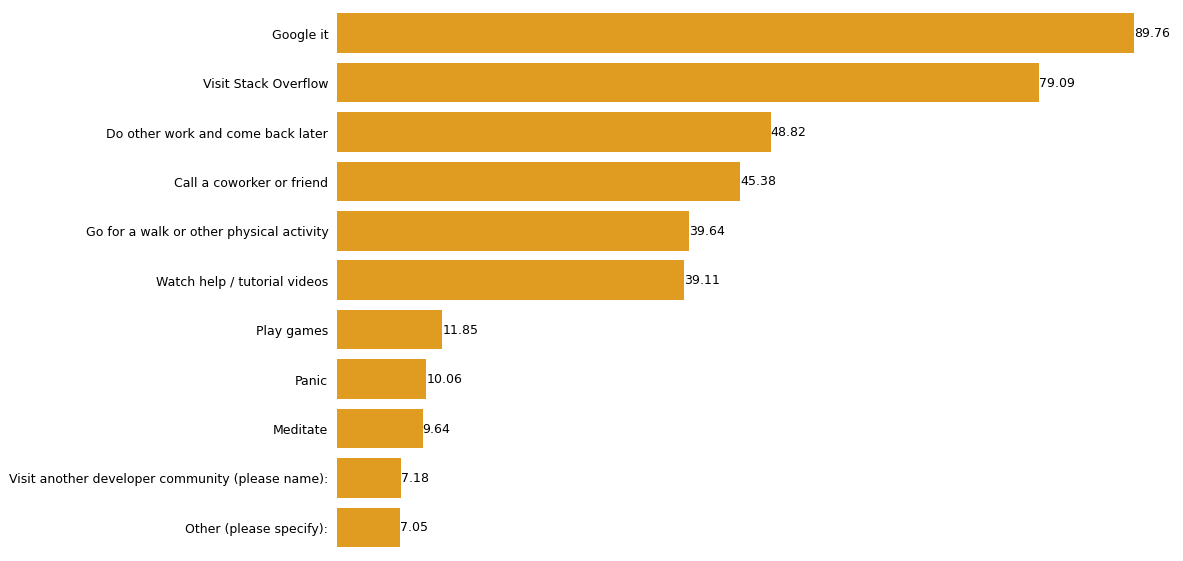 Google it 89.76
Visit Stack Overflow 79.09
Do other work and come back later 48.82
Call a coworker or friend 45.38
Go for a walk or other physical activity 39.64
Watch help / tutorial videos 39.11
Play games 11.85
Panic 10.06
Meditate 9.64
Visit another developer community (please name): 7.18
Other (please specify): 7.05